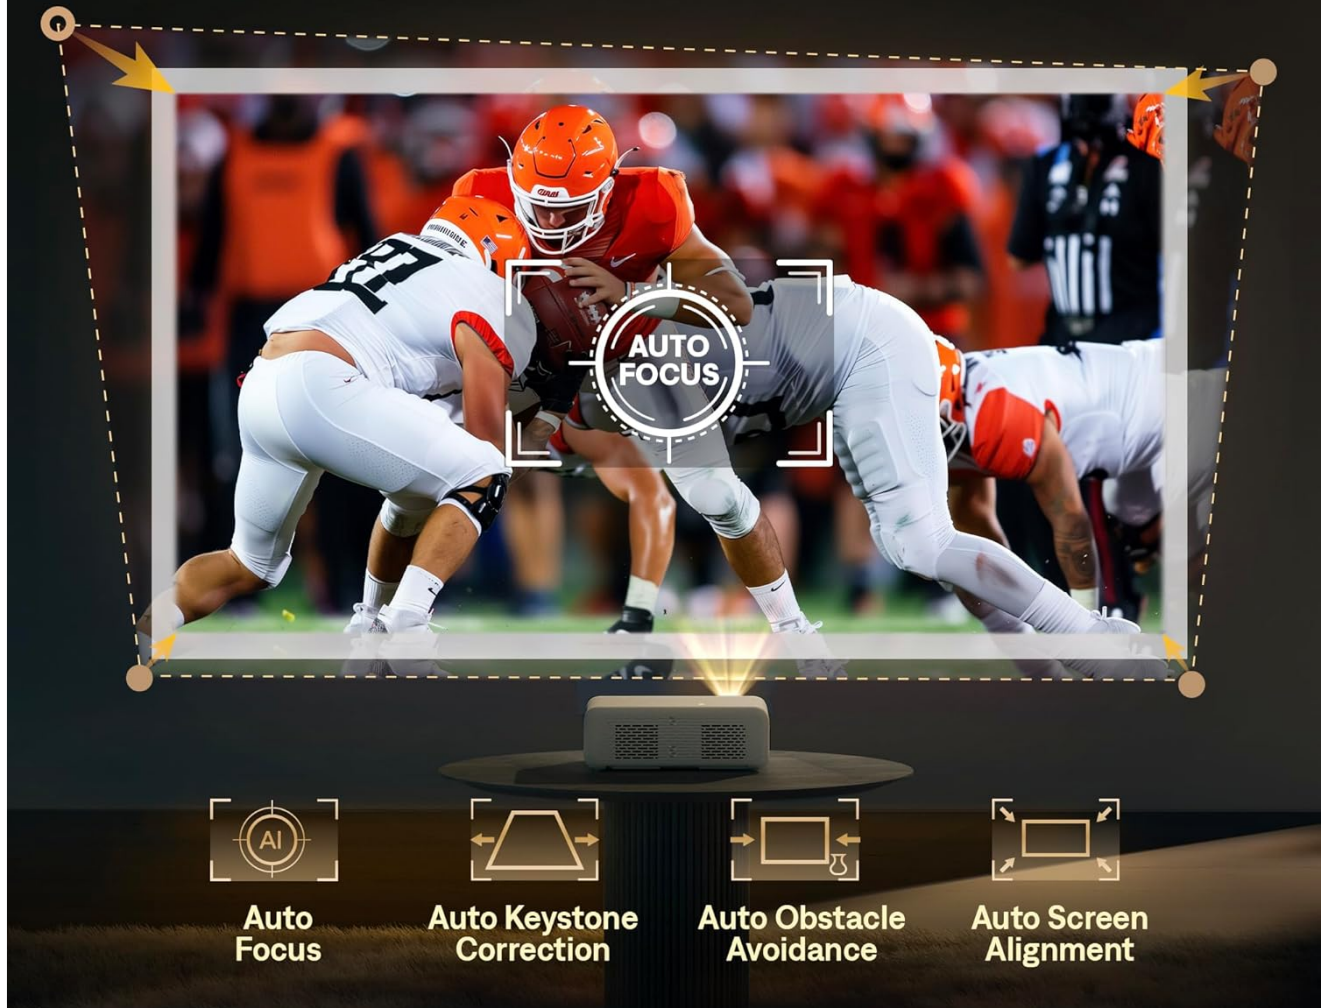 AUTO
FOCUS
AI
Auto
Focus
Auto Keystone
Correction
Auto Obstacle
Avoidance
Auto Screen
Alignment